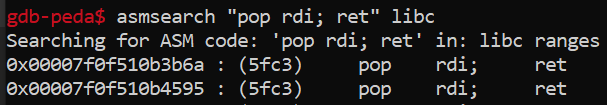 gdb-peda$ asmsearch "pop rdi; ret" libc
Searching for ASM code: 'pop rdi; ret' in: libc ranges
0x00007f0f510b3b6a : (5fc3) pop rdi; ret
0x00007f0f510b4595 : (5fc3) pop rdi; ret